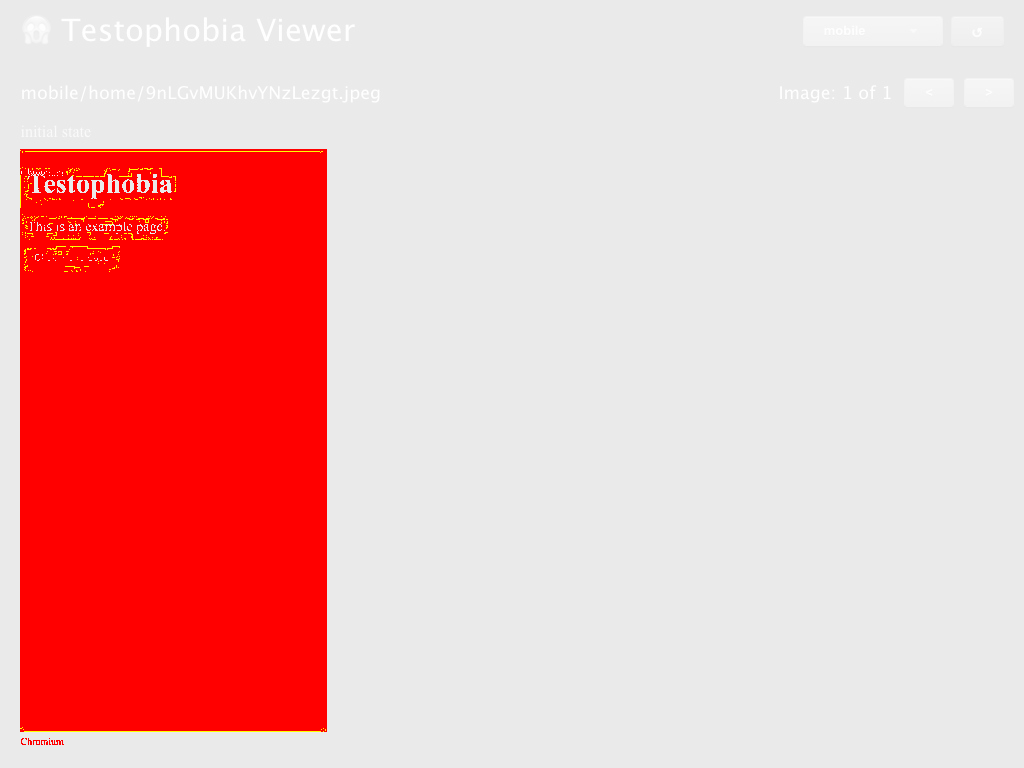 Testophobia Viewer
mobile
mobile/home/9nLGvMUKhvYNzLezgt.jpeg
Image: 1 of 1 < >
initial state
Testophobia
This is an example page
Chromium